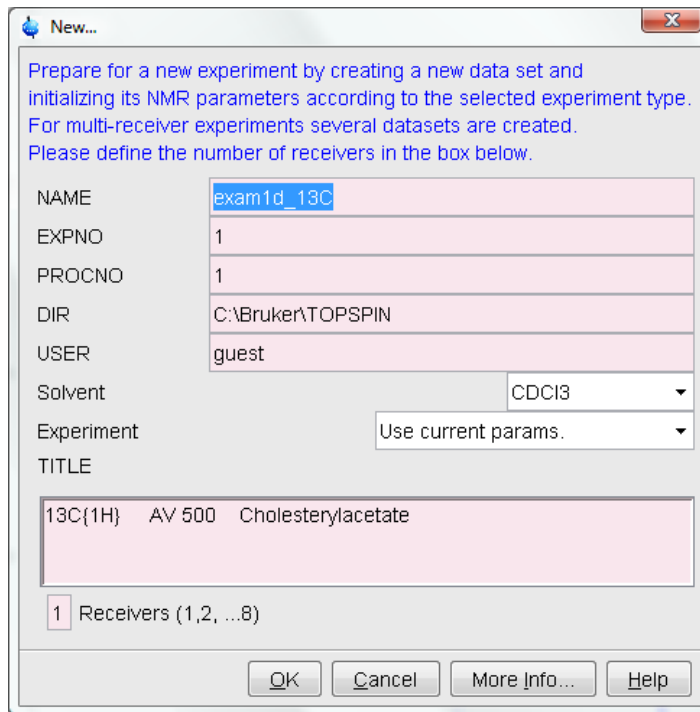 New...
Prepare for a new experiment by creating a new data set and
initializing its NMR parameters according to the selected experiment type.
For multi-receiver experiments several datasets are created.
Please define the number of receivers in the box below.
NAME exam1d_13C
EXPNO 1
PROCNO 1
DIR C:\Bruker\TOPSPIN
USER guest
Solvent CDCl3
Experiment Use current params.
TITLE
13C{1H} AV 500 Cholesterylacetate
1 Receivers (1,2, ...8)
OK Cancel More Info... Help